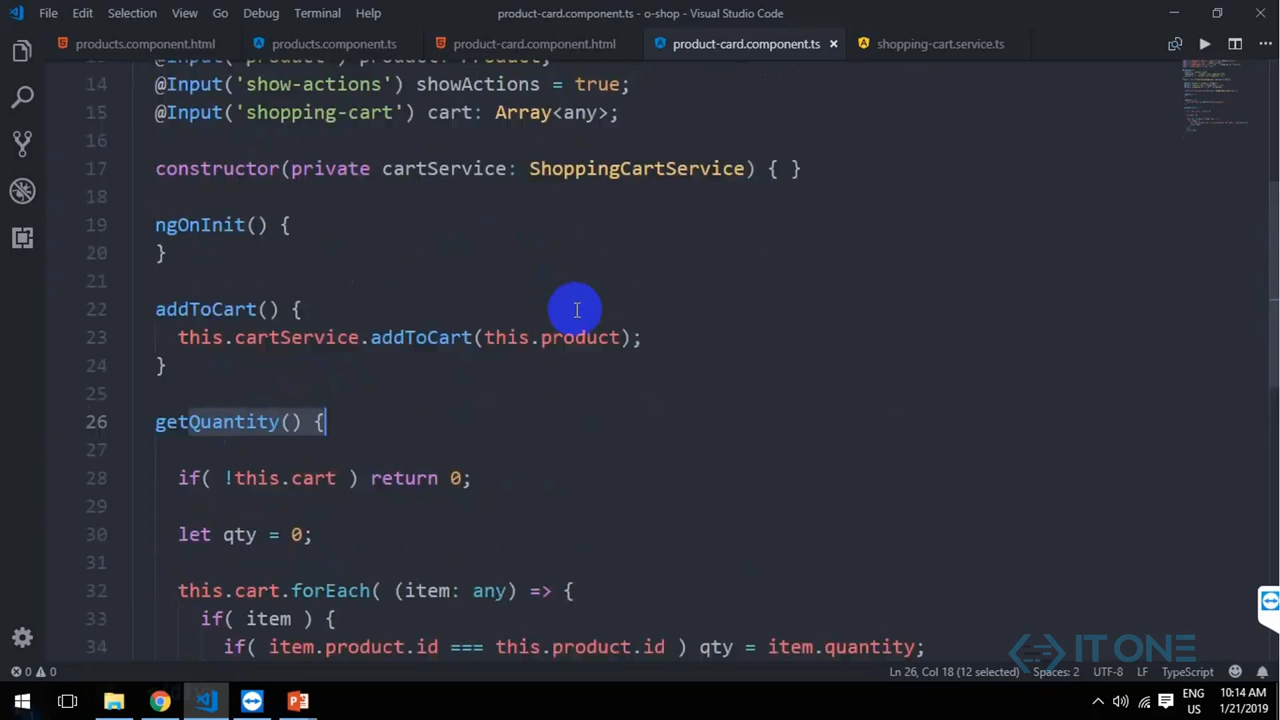 File Edit Selection View Go Debug Terminal Help
product-card.component.ts - o-shop - Visual Studio Code
products.component.html products.component.ts product-card.component.html product-card.component.ts shopping-cart.service.ts
13 @Input('product') product: Product;
14 @Input('show-actions') showActions = true;
15 @Input('shopping-cart') cart: Array<any>;
16
17 constructor(private cartService: ShoppingCartService) { }
18
19 ngOnInit() {
20 }
21
22 addToCart() {
23 this.cartService.addToCart(this.product);
24 }
25
26 getQuantity() {
27
28 if( !this.cart ) return 0;
29
30 let qty = 0;
31
32 this.cart.forEach( (item: any) => {
33 if( item ) {
34 if( item.product.id === this.product.id ) qty = item.quantity;
IT ONE
0 0 Ln 26, Col 18 (12 selected) Spaces: 2 UTF-8 LF TypeScript
ENG 10:14 AM
US 1/21/2019